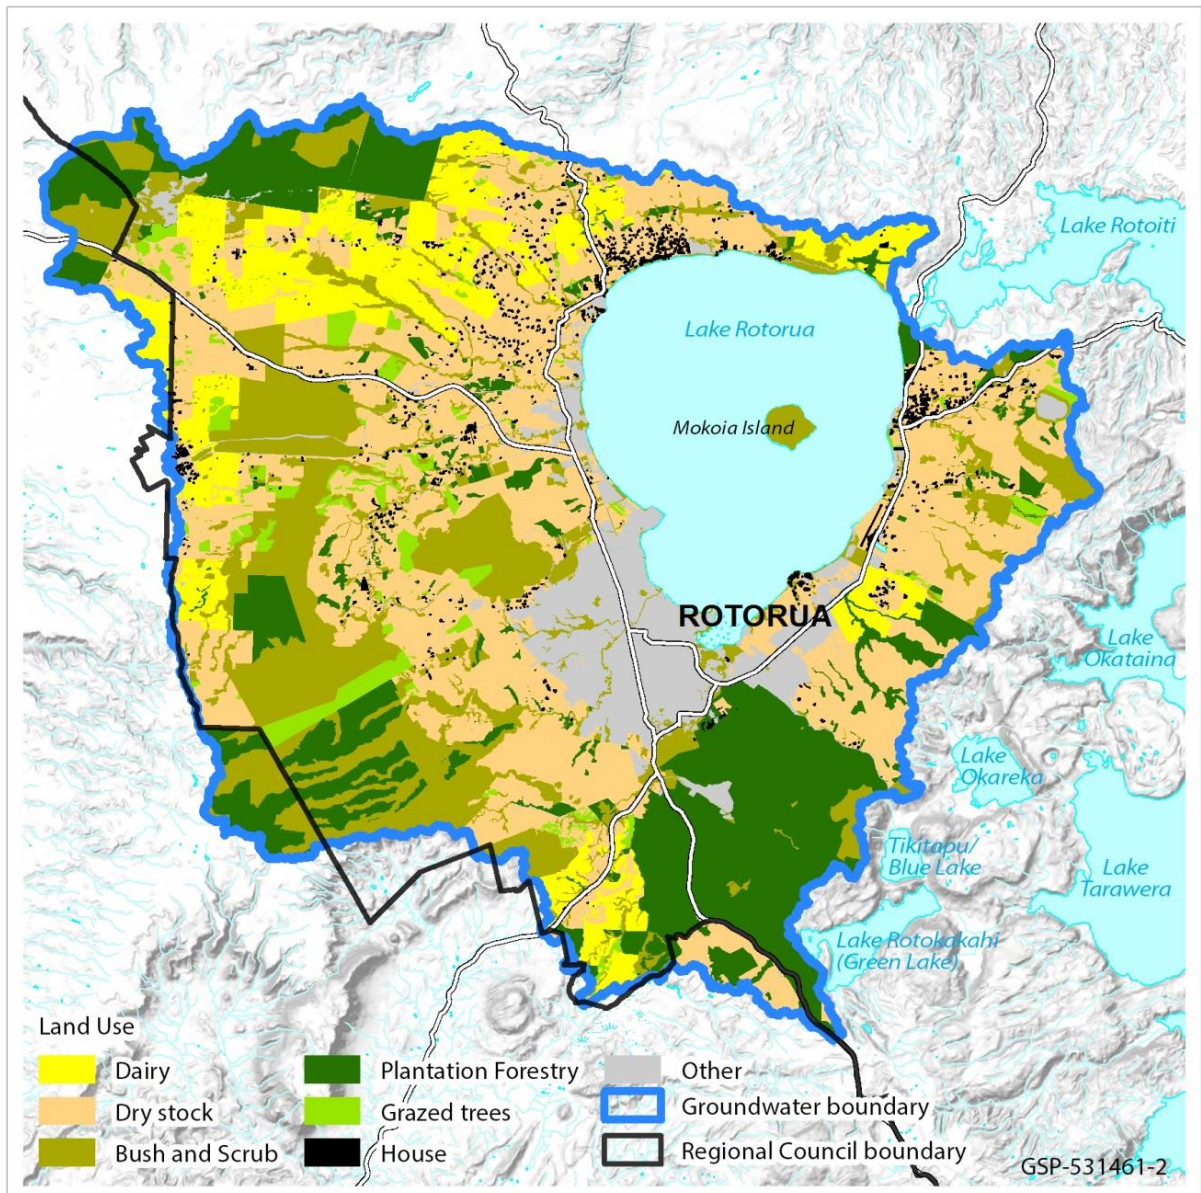 Lake Rotoiti
Lake Rotorua
Mokoia Island
ROTORUA
Lake
Okataina
Lake
Okareka
Tikitapu/
Blue Lake
Lake
Tarawera
Lake Rotokakahi
(Green Lake)
Land Use
Dairy
Dry stock
Bush and Scrub
Plantation Forestry
Grazed trees
House
Other
Groundwater boundary
Regional Council boundary
GSP-531461-2